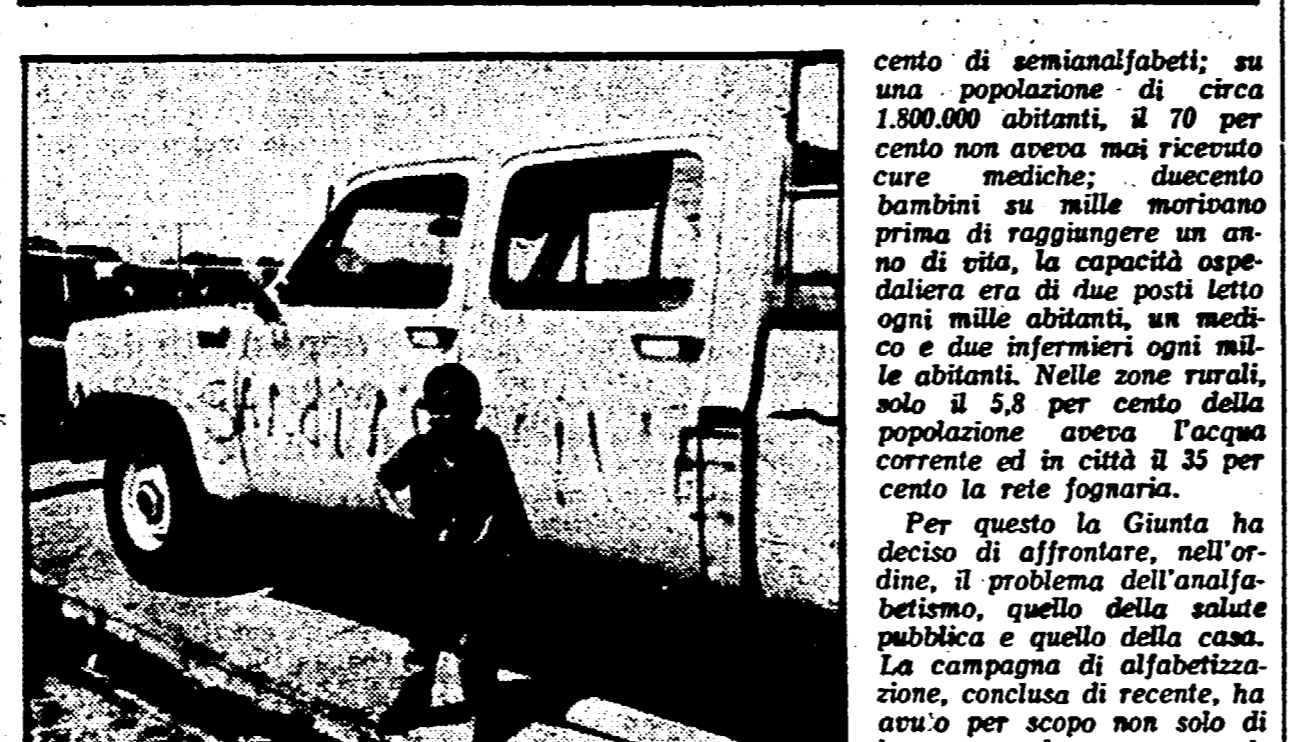 cento di semianalfabeti; su
una popolazione di circa
1.800.000 abitanti, il 70 per
cento non aveva mai ricevuto
cure mediche; duecento
bambini su mille morivano
prima di raggiungere un an-
no di vita, la capacità ospe-
daliera era di due posti letto
ogni mille abitanti, un medi-
co e due infermieri ogni mil-
le abitanti. Nelle zone rurali,
solo il 5,8 per cento della
popolazione aveva l'acqua
corrente ed in città il 35 per
cento la rete fognaria.
Per questo la Giunta ha
deciso di affrontare, nell'or-
dine, il problema dell'analfa-
betismo, quello della salute
pubblica e quello della casa.
La campagna di alfabetizza-
zione, conclusa di recente, ha
avuto per scopo non solo di